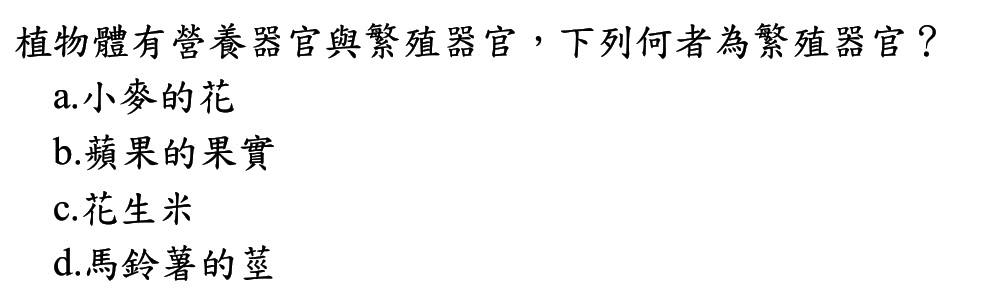 植物體有營養器官與繁殖器官，下列何者為繁殖器官？
a.小麥的花
b.蘋果的果實
c.花生米
d.馬鈴薯的莖